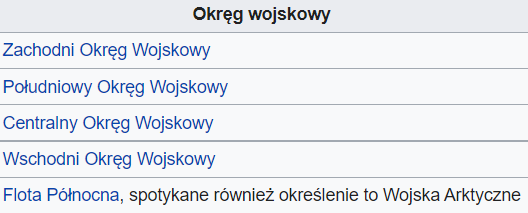 Okręg wojskowy
Zachodni Okręg Wojskowy
Południowy Okręg Wojskowy
Centralny Okręg Wojskowy
Wschodni Okręg Wojskowy
Flota Północna, spotykane również określenie to Wojska Arktyczne